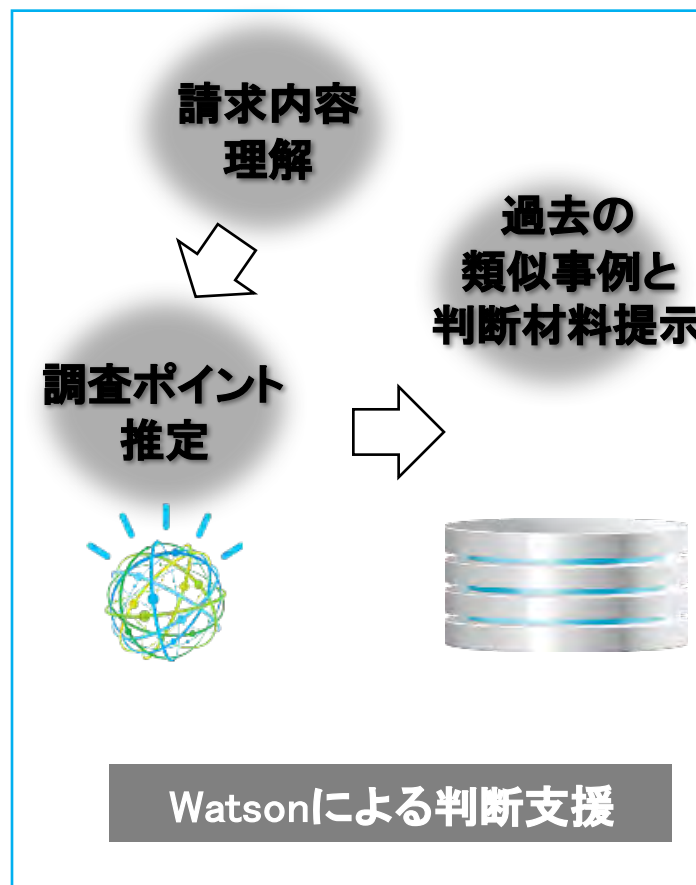 請求内容
理解
過去の
類似事例と
判断材料提示
調査ポイント
推定
Watsonによる判断支援